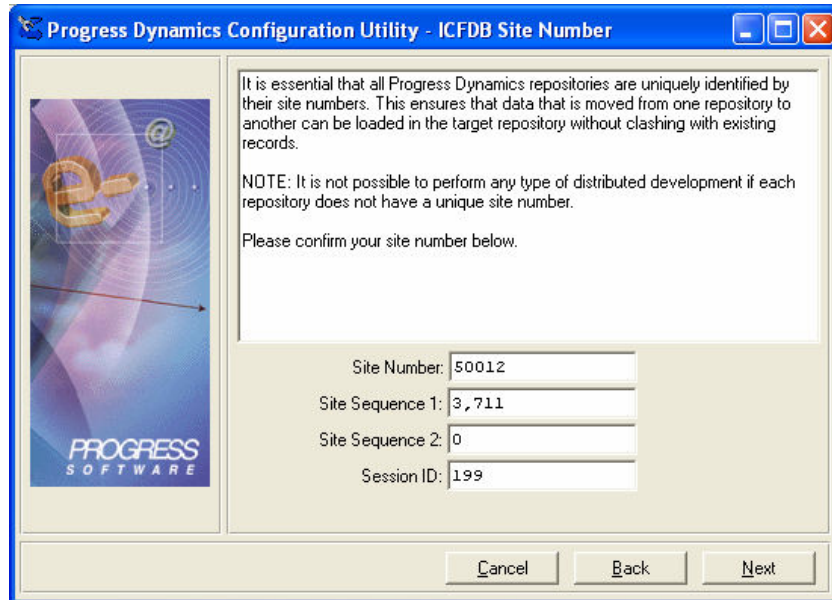 Progress Dynamics Configuration Utility - ICFDB Site Number
It is essential that all Progress Dynamics repositories are uniquely identified by
their site numbers. This ensures that data that is moved from one repository to
another can be loaded in the target repository without clashing with existing
records.
NOTE: It is not possible to perform any type of distributed development if each
repository does not have a unique site number.
Please confirm your site number below.
@
e-
PROGRESS
SOFTWARE
Site Number: 50012
Site Sequence 1: 3,711
Site Sequence 2: 0
Session ID: 199
Cancel
Back
Next